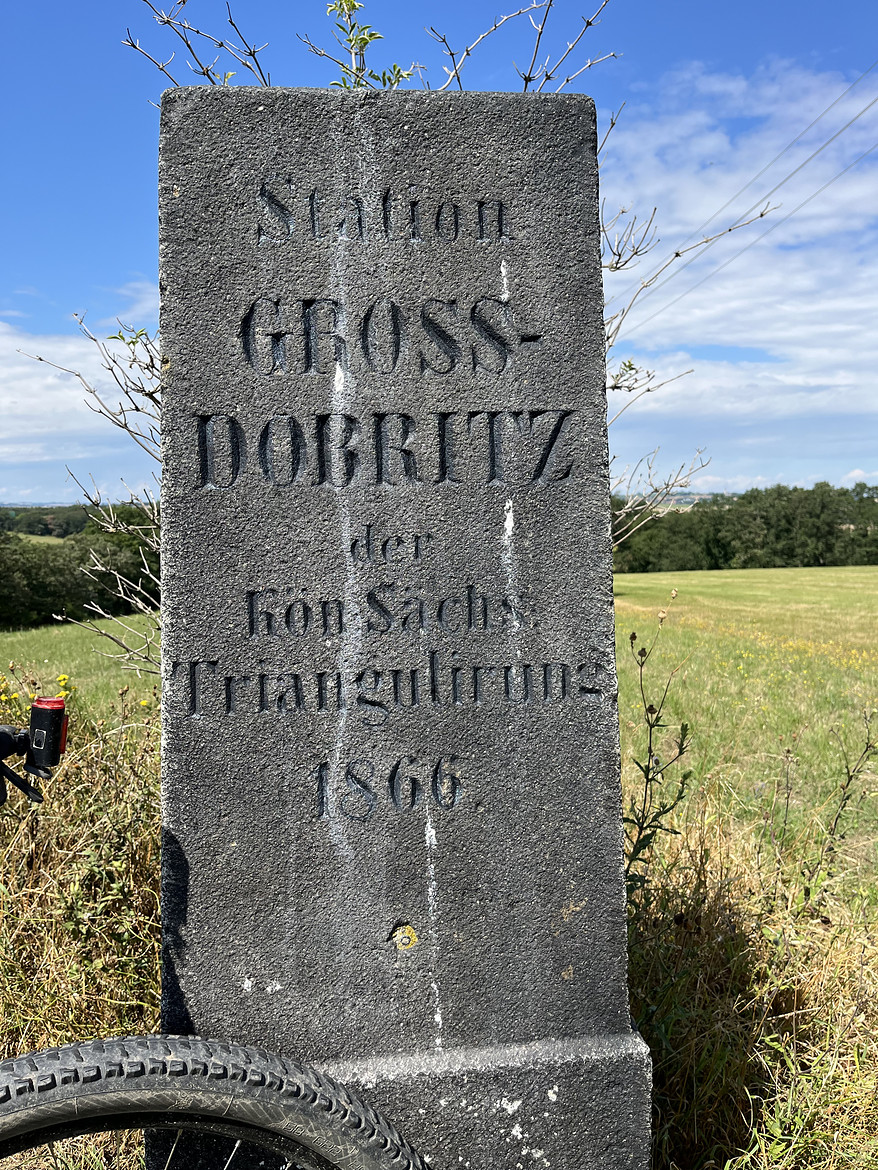 Station
GROSS-
DOBRITZ
der
Kön. Sächs.
Triangulirung
1866